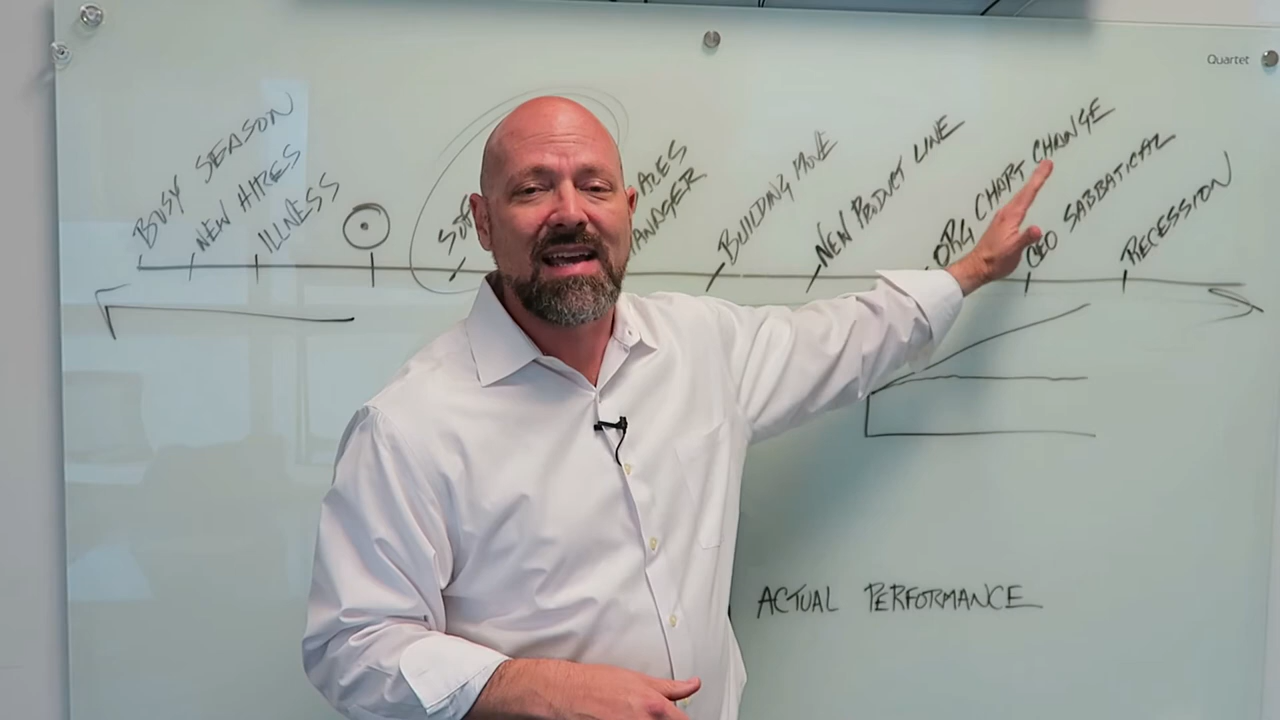 Quartet
BUSY SEASON
NEW HIRES
ILLNESS
MANAGER
BUILDING MOVE
NEW PRODUCT LINE
ORG CHART CHANGE
CEO SABBATICAL
RECESSION
ACTUAL PERFORMANCE